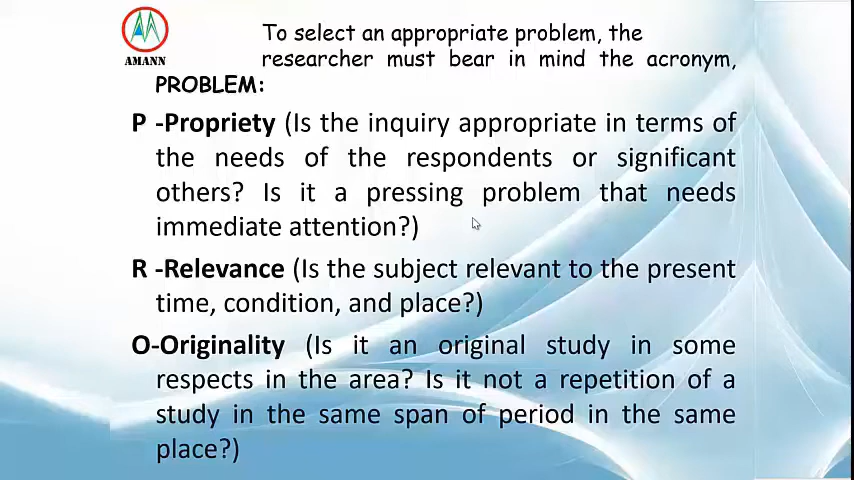 AMANN
To select an appropriate problem, the
researcher must bear in mind the acronym,
PROBLEM:
P -Propriety (Is the inquiry appropriate in terms of
the needs of the respondents or significant
others? Is it a pressing problem that needs
immediate attention?)
R -Relevance (Is the subject relevant to the present
time, condition, and place?)
O-Originality (Is it an original study in some
respects in the area? Is it not a repetition of a
study in the same span of period in the same
place?)